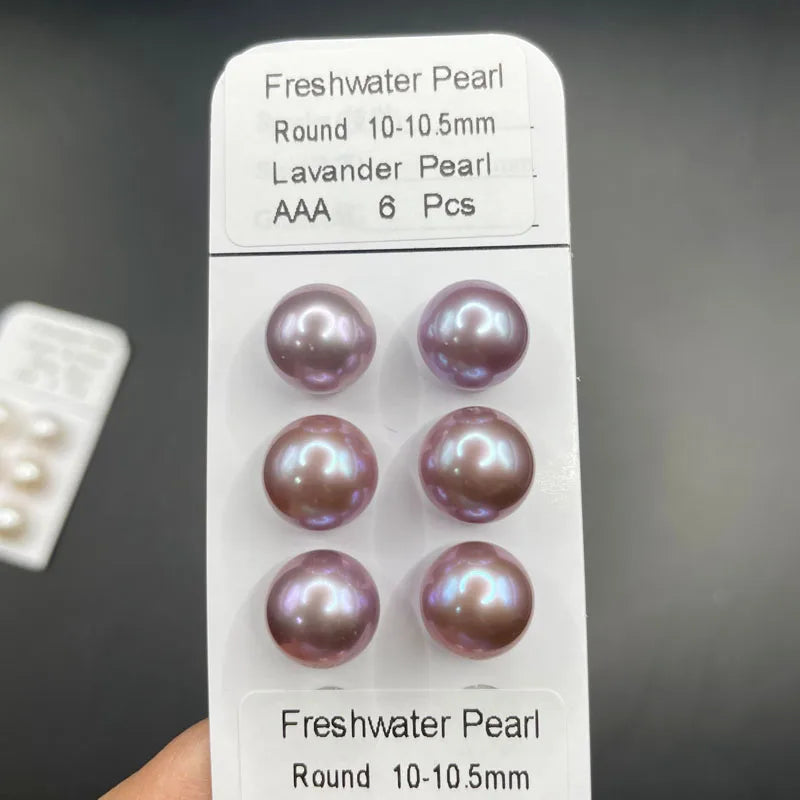 Freshwater Pearl
Round 10-10.5mm
Lavander Pearl
AAA 6 Pcs
Freshwater Pearl
Round 10-10.5mm